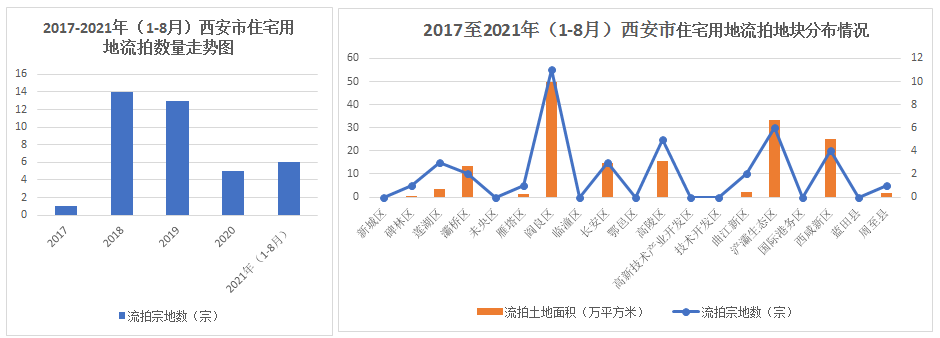 2017-2021年（1-8月）西安市住宅用
地流拍数量走势图
16
14
12
10
8
6
4
2
0
2017
2018
2019
2020
2021年（1-8月）
流拍宗地数（宗）
2017至2021年（1-8月）西安市住宅用地流拍地块分布情况
60
50
40
30
20
10
0
12
10
8
6
4
2
0
新城区
碑林区
莲湖区
灞桥区
未央区
雁塔区
阎良区
临潼区
长安区
鄠邑区
高陵区
高新技术产业开发区
技术开发区
曲江新区
浐灞生态区
国际港务区
西咸新区
蓝田县
周至县
流拍土地面积（万平方米） 流拍宗地数（宗）